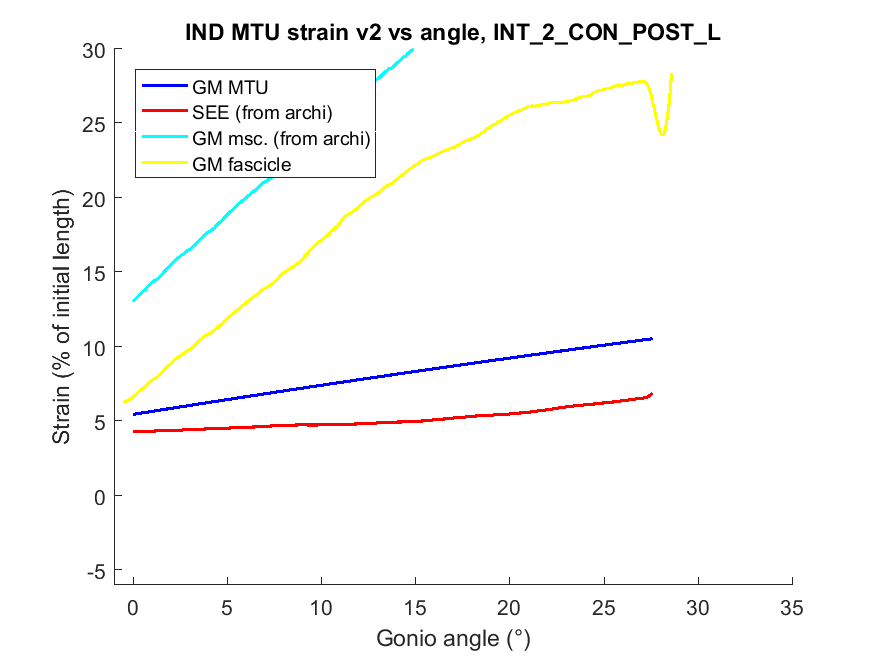 IND MTU strain v2 vs angle, INT_2_CON_POST_L
30
25
20
15
10
5
0
-5
Strain (% of initial length)
GM MTU
SEE (from archi)
GM msc. (from archi)
GM fascicle
0 5 10 15 20 25 30 35
Gonio angle (°)